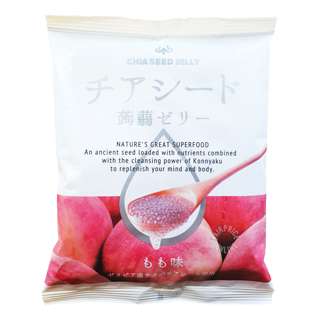 CHIA SEED JELLY
チアシード
蒟蒻ゼリー
NATURE'S GREAT SUPERFOOD
An ancient seed loaded with nutrients combined
with the cleansing power of Konnyaku
to replenish your mind and body.
もも味